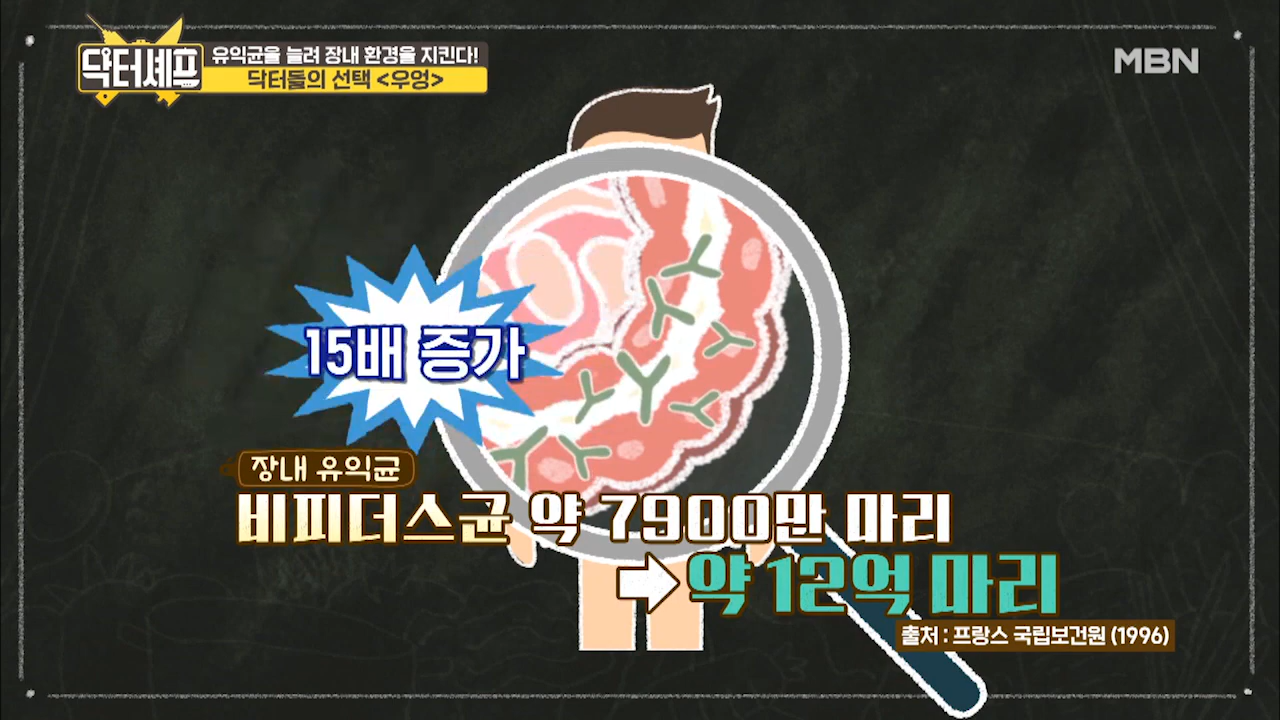 닥터셰프
유익균을 늘려 장내 환경을 지킨다!
닥터들의 선택 <우엉>
MBN
15배 증가
장내 유익균
비피더스균 약 7900만 마리
약 12억 마리
출처 : 프랑스 국립보건원 (1996)